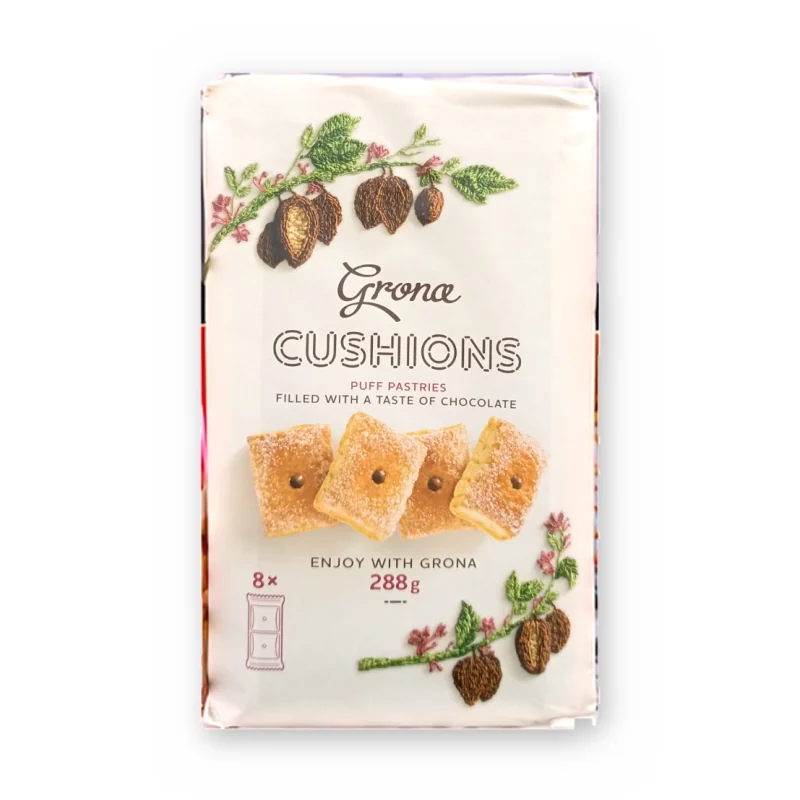 Grona
CUSHIONS
PUFF PASTRIES
FILLED WITH A TASTE OF CHOCOLATE
ENJOY WITH GRONA
8×
288g